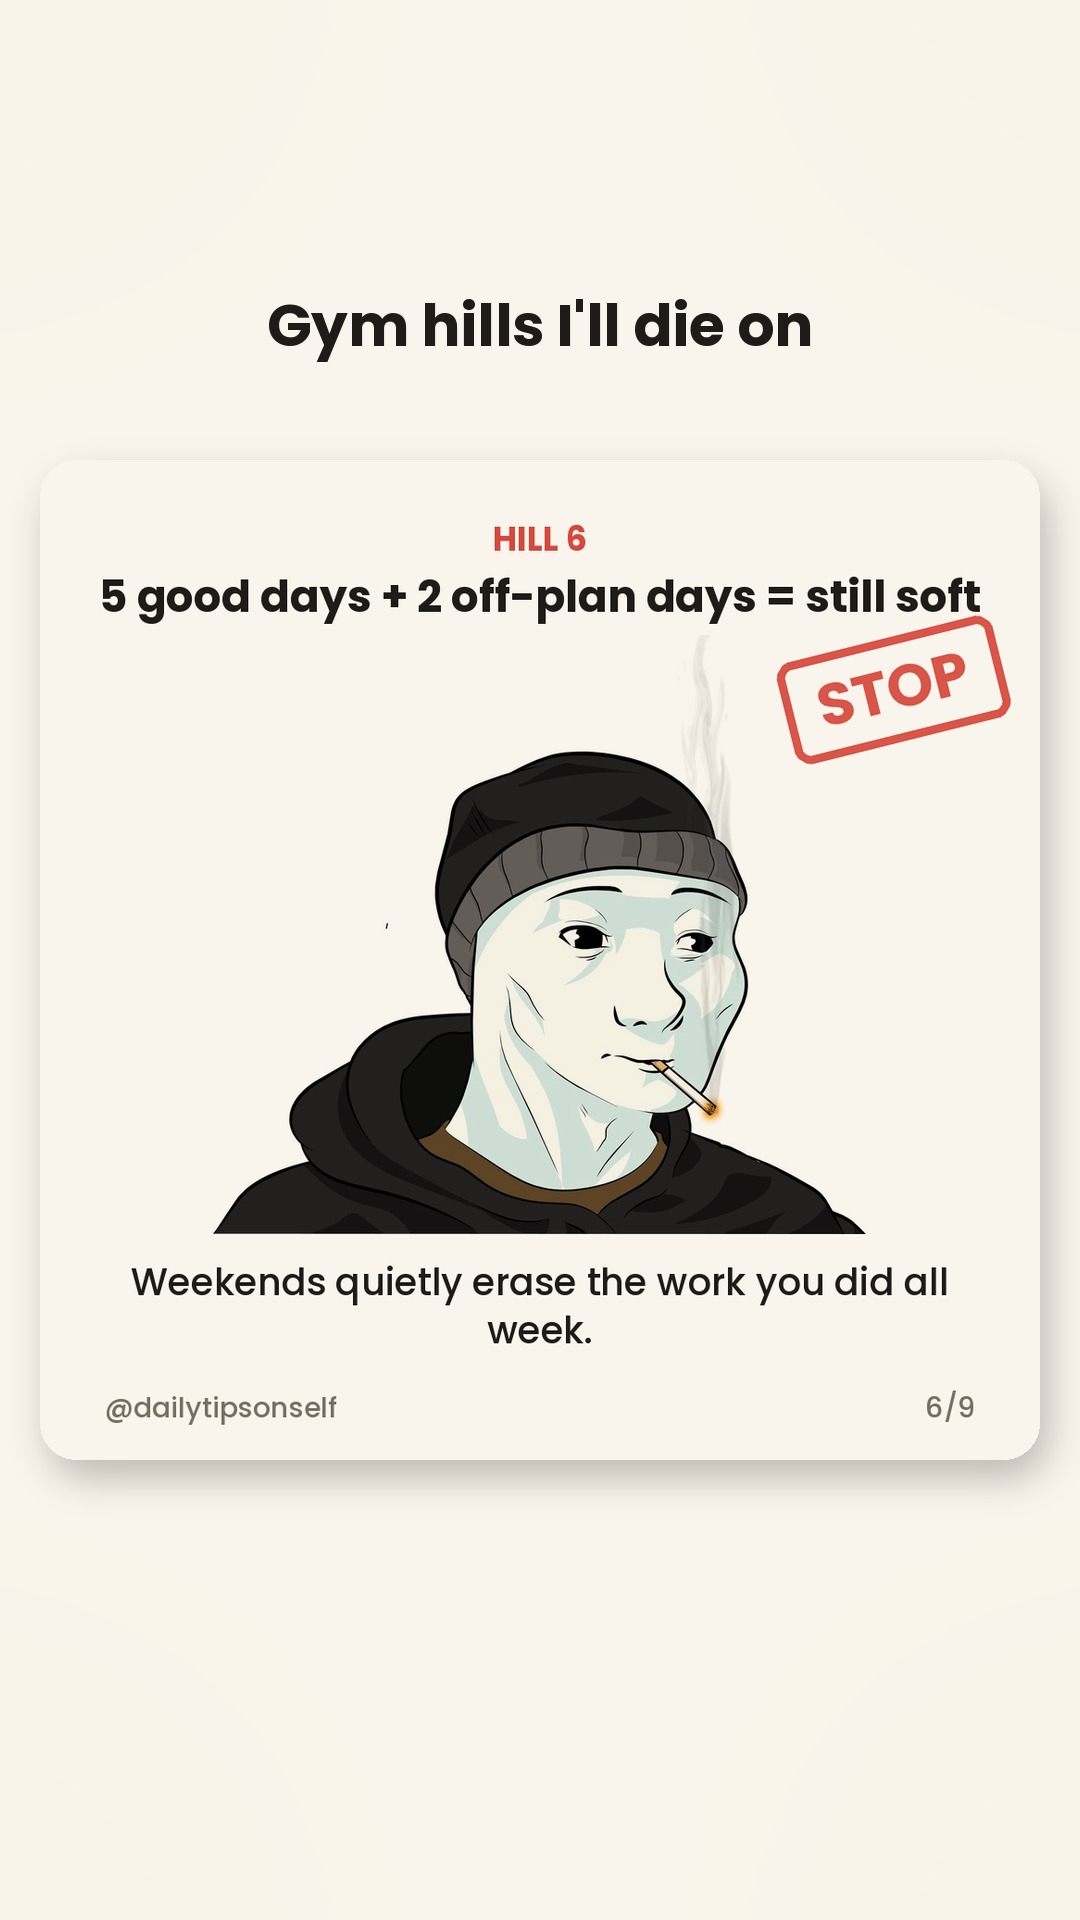 Gym hills I'll die on
HILL 6
5 good days + 2 off-plan days = still soft
STOP
Weekends quietly erase the work you did all
week.
@dailytipsonself
6/9